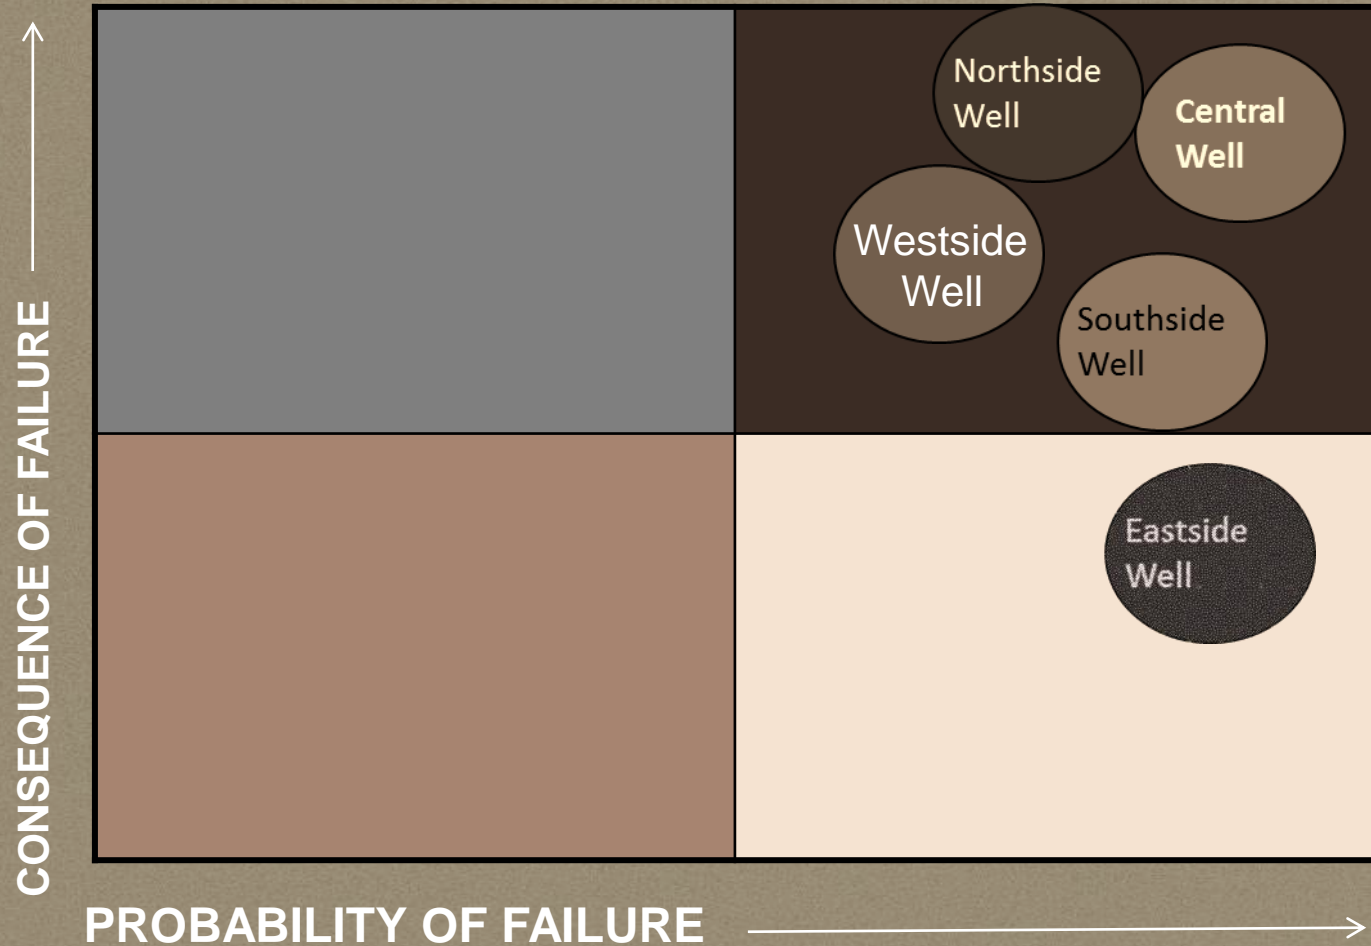 CONSEQUENCE OF FAILURE
Northside
Well
Central
Well
Westside
Well
Southside
Well
Eastside
Well
PROBABILITY OF FAILURE